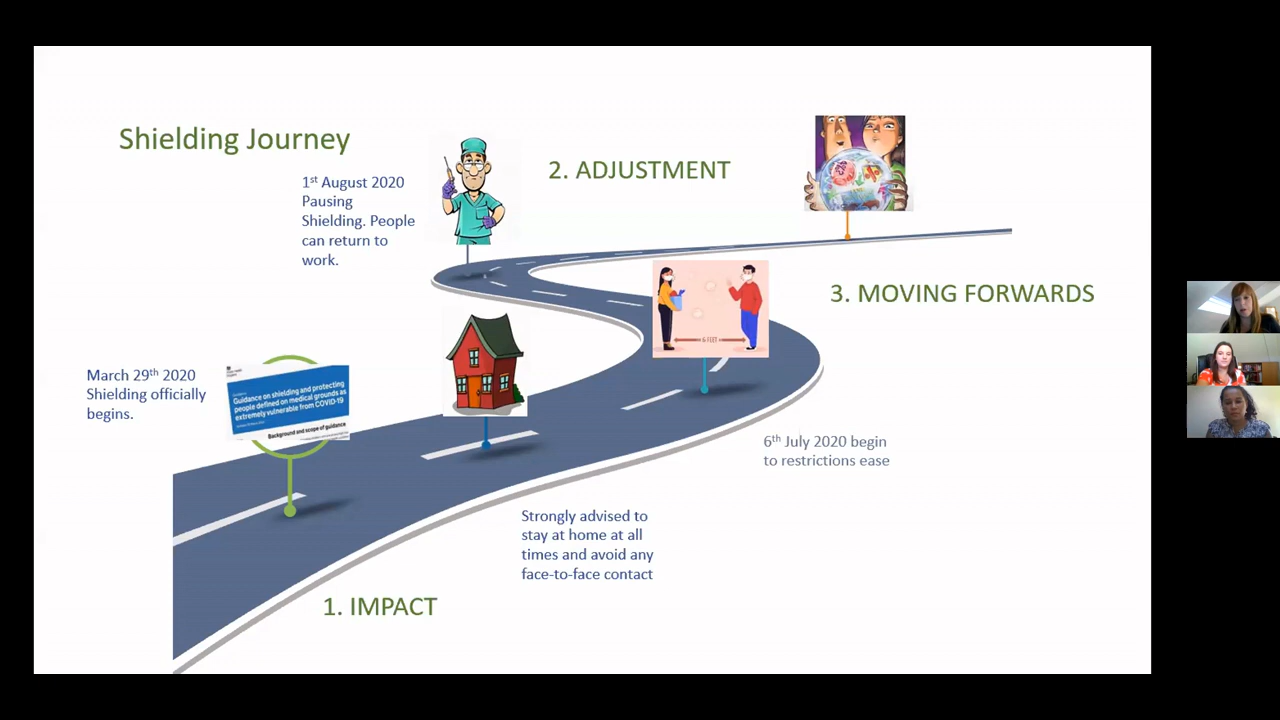 Shielding Journey
1st August 2020
Pausing
Shielding. People
can return to
work.
2. ADJUSTMENT
3. MOVING FORWARDS
6 FEET
March 29th 2020
Shielding officially
begins.
Guidance on shielding and protecting
people defined on medical grounds as
extremely vulnerable from COVID-19
Background and scope of guidance
6th July 2020 begin
to restrictions ease
Strongly advised to
stay at home at all
times and avoid any
face-to-face contact
1. IMPACT